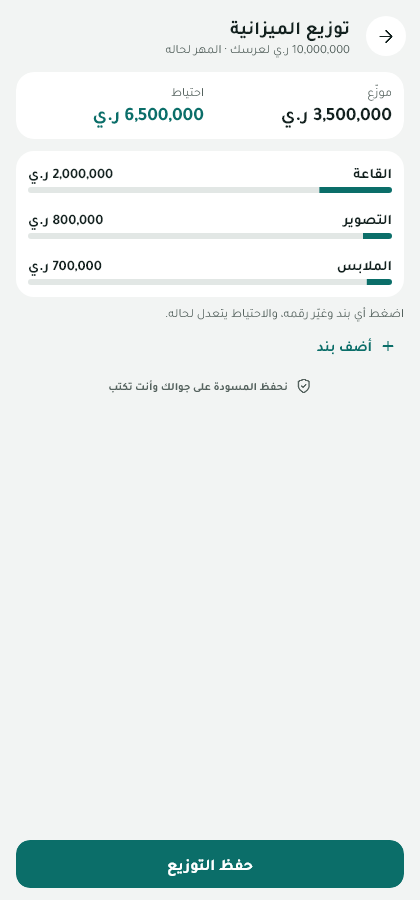 توزيع الميزانية
10,000,000 ر.ي لعرسك · المهر لحاله
موزّع
3,500,000 ر.ي
احتياط
6,500,000 ر.ي
القاعة
2,000,000 ر.ي
التصوير
800,000 ر.ي
الملابس
700,000 ر.ي
اضغط أي بند وغيّر رقمه، والاحتياط يتعدل لحاله.
+ أضف بند
نحفظ المسودة على جوالك وأنت تكتب
حفظ التوزيع